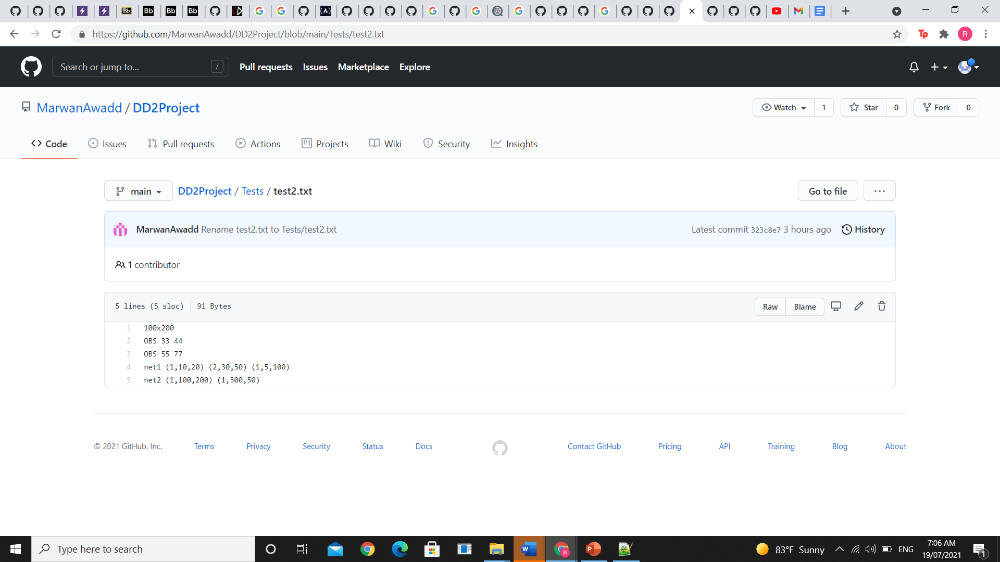 https://github.com/MarwanAwadd/DD2Project/blob/main/Tests/test2.txt
Search or jump to...
/
Pull requests
Issues
Marketplace
Explore
MarwanAwadd / DD2Project
Watch 1
Star 0
Fork 0
Code
Issues
Pull requests
Actions
Projects
Wiki
Security
Insights
main
DD2Project / Tests / test2.txt
Go to file
MarwanAwadd Rename test2.txt to Tests/test2.txt
Latest commit 323c8e7 3 hours ago
History
1 contributor
5 lines (5 sloc)
91 Bytes
Raw
Blame
1 100x200
2 OBS 33 44
3 OBS 55 77
4 net1 (1,10,20) (2,30,50) (1,5,100)
5 net2 (1,100,200) (1,300,50)
© 2021 GitHub, Inc.
Terms
Privacy
Security
Status
Docs
Contact GitHub
Pricing
API
Training
Blog
About
Type here to search
83°F Sunny
ENG
7:06 AM
19/07/2021
1